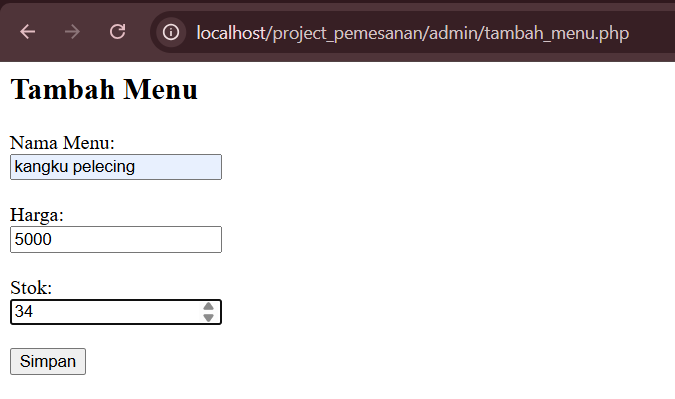 localhost/project_pemesanan/admin/tambah_menu.php
Tambah Menu
Nama Menu:
kangku pelecing
Harga:
5000
Stok:
34
Simpan